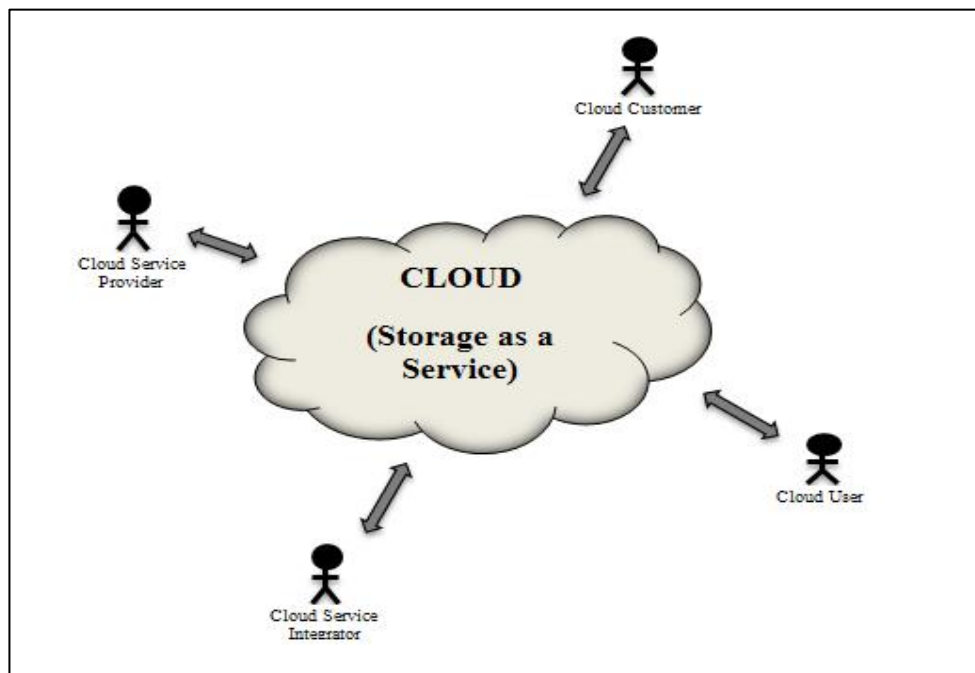 Cloud Customer
Cloud Service
Provider
CLOUD
(Storage as a
Service)
Cloud User
Cloud Service
Integrator